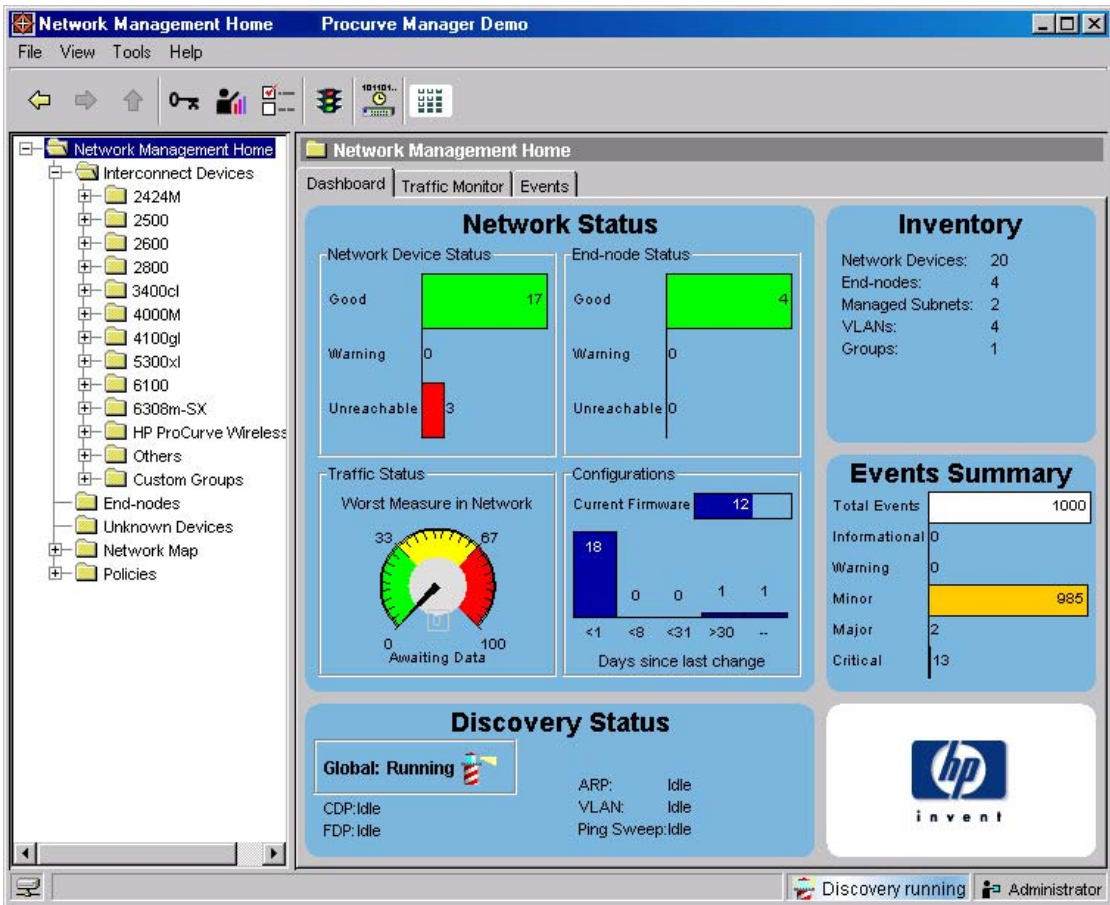 Network Management Home Procurve Manager Demo
File View Tools Help
101101..
Network Management Home
Interconnect Devices
2424M
2500
2600
2800
3400cl
4000M
4100gl
5300xl
6100
6308m-SX
HP ProCurve Wireless
Others
Custom Groups
End-nodes
Unknown Devices
Network Map
Policies
Network Management Home
Dashboard Traffic Monitor Events
Network Status
Network Device Status
Good 17
Warning 0
Unreachable 3
End-node Status
Good 4
Warning 0
Unreachable 0
Traffic Status
Worst Measure in Network
33 67
0
0 100
Awaiting Data
Configurations
Current Firmware 12
18 0 0 1 1
<1 <8 <31 >30 --
Days since last change
Inventory
Network Devices: 20
End-nodes: 4
Managed Subnets: 2
VLANs: 4
Groups: 1
Events Summary
Total Events 1000
Informational 0
Warning 0
Minor 985
Major 2
Critical 13
Discovery Status
Global: Running
CDP:Idle
FDP:Idle
ARP: Idle
VLAN: Idle
Ping Sweep:Idle
hp
invent
Discovery running Administrator